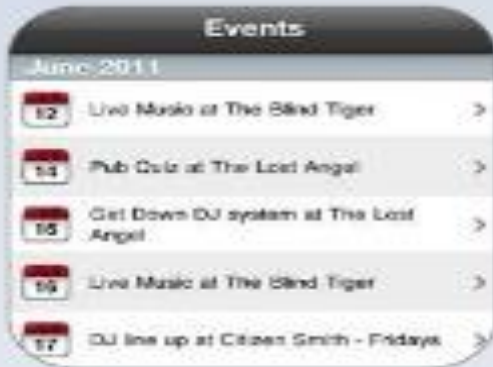 Events
June 2011
12 Live Music at The Blind Tiger
14 Pub Quiz at The Lost Angel
Get Down DJ system at The Lost
Angel
16 Live Music at The Blind Tiger
17 DJ line up at Citizen Smith - Fridays